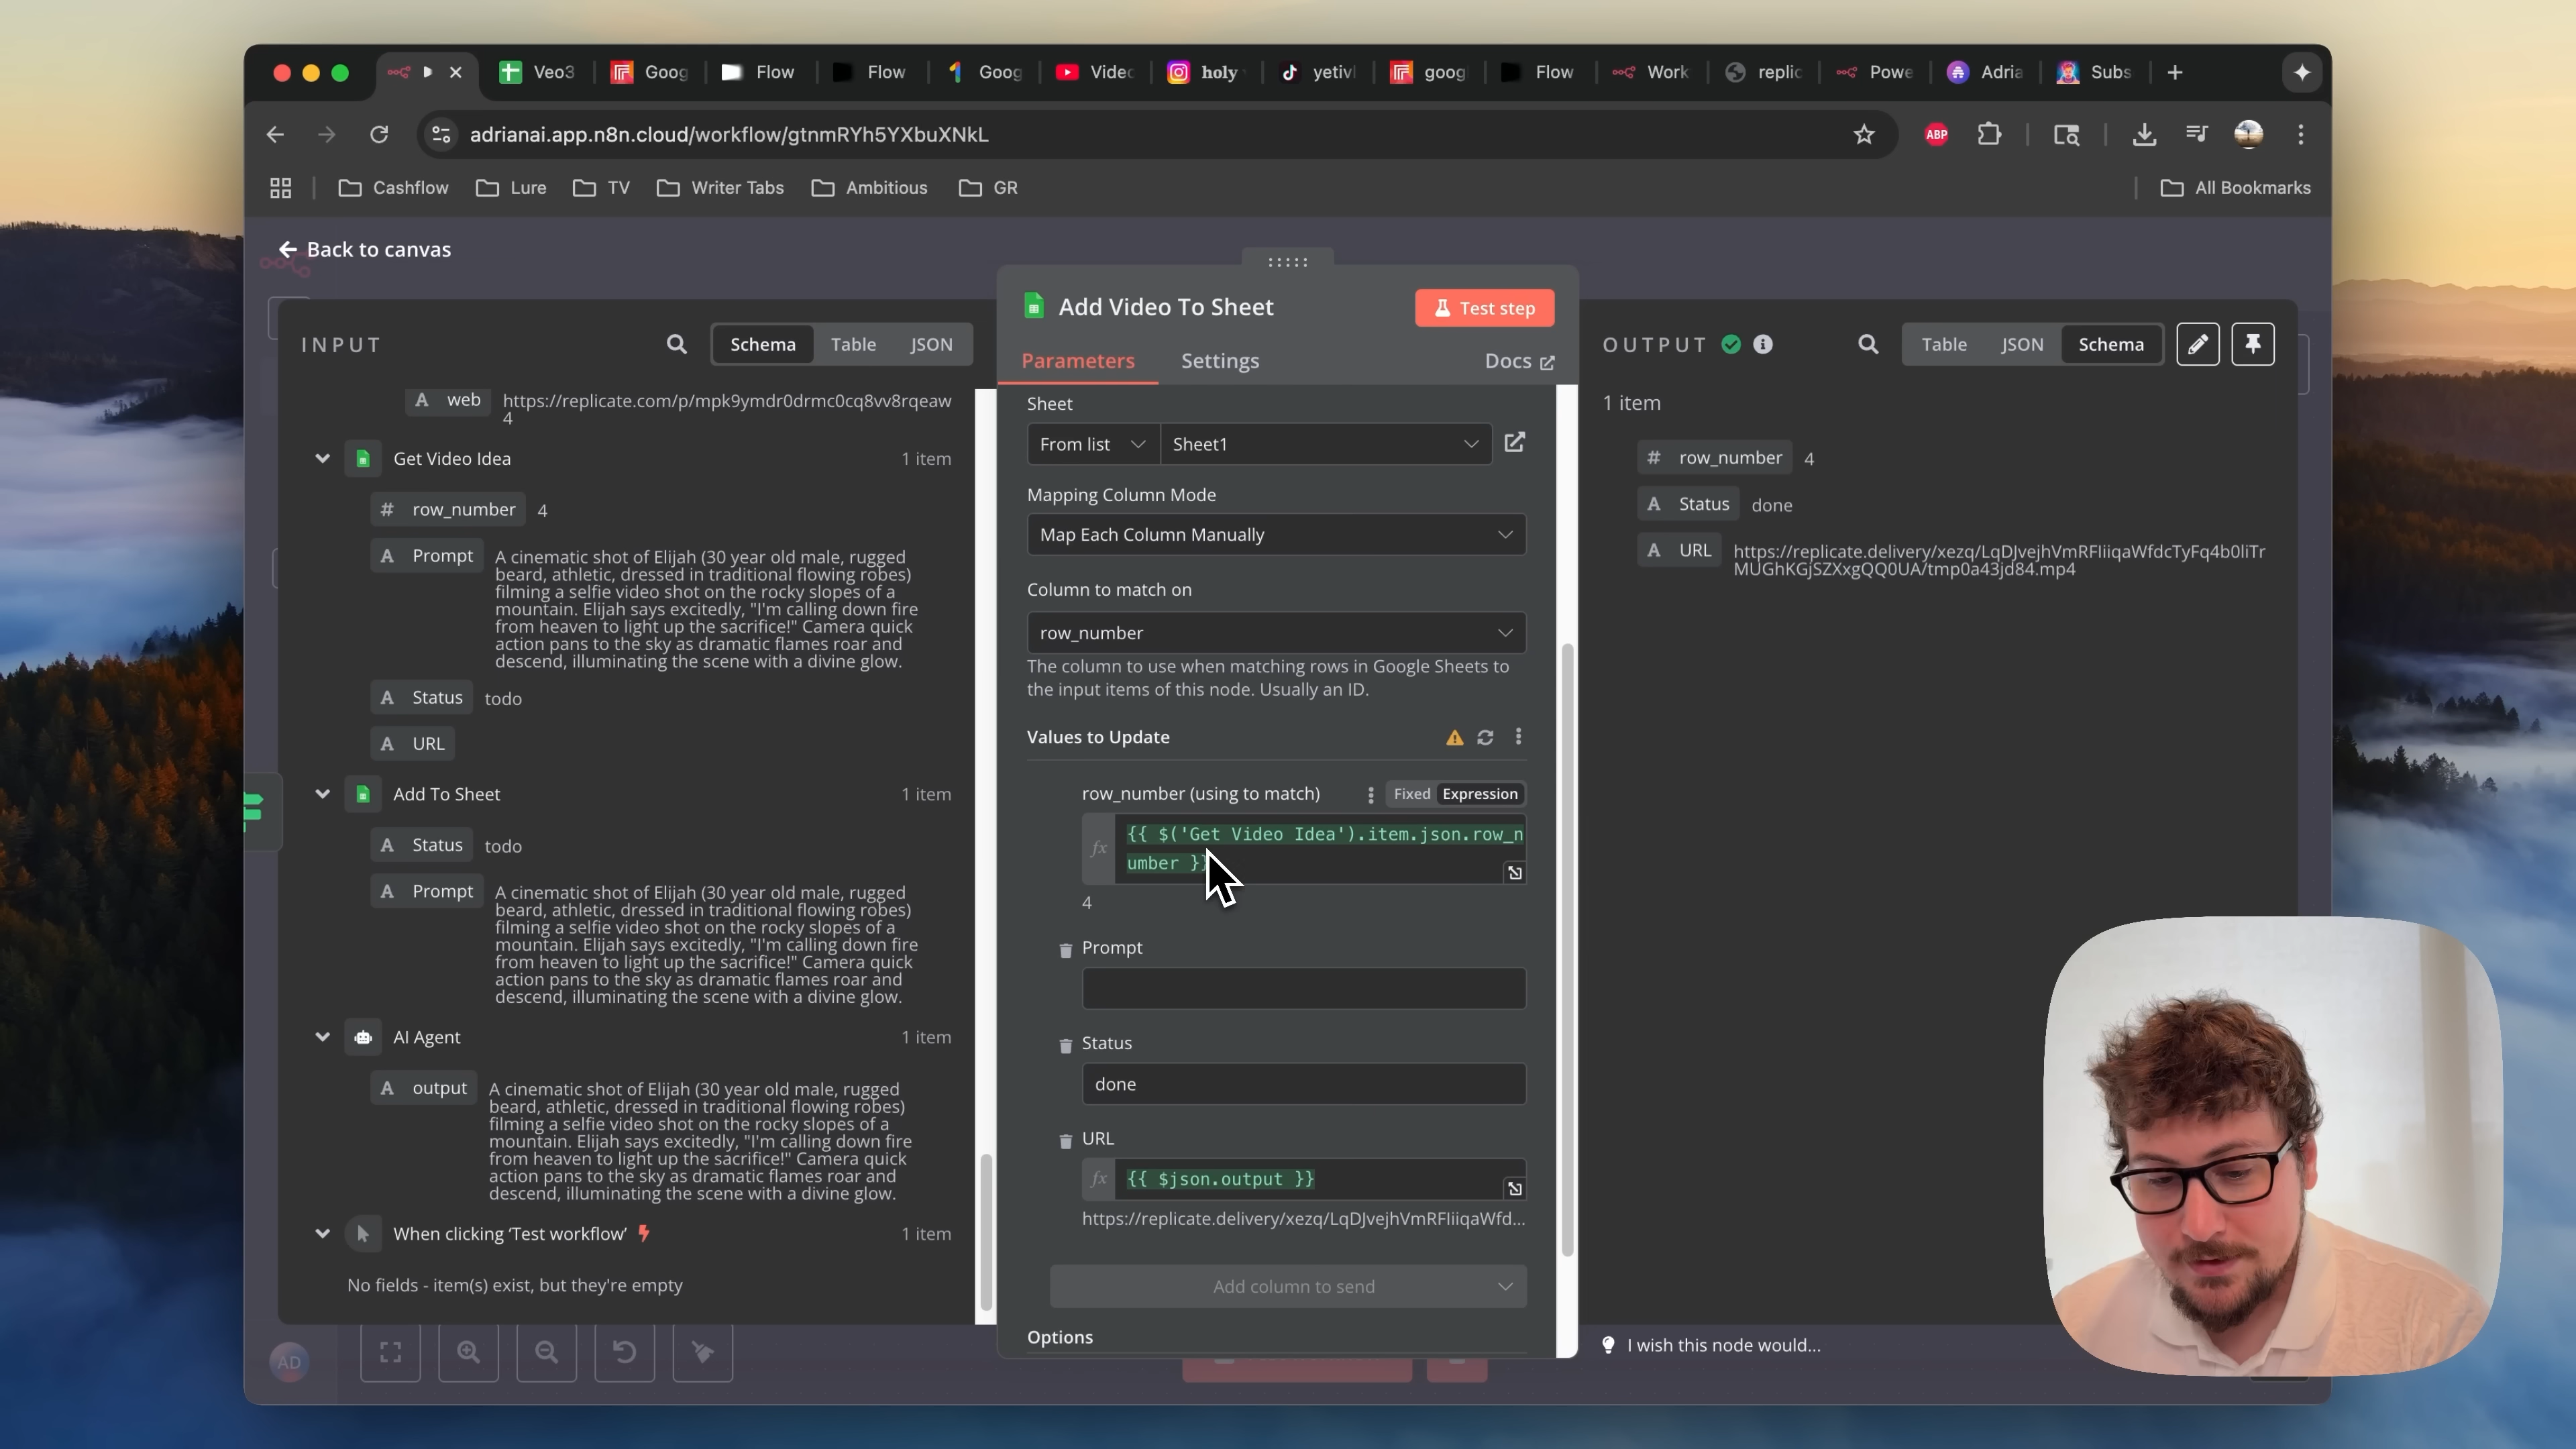 Veo3
Goog
Flow
Flow
Goog
Videc
holy
yetivl
goog
Flow
Work
replic
Powe
Adria
Subs
adrianai.app.n8n.cloud/workflow/gtnmRYh5YXbuXNkL
ABP
Cashflow
Lure
TV
Writer Tabs
Ambitious
GR
All Bookmarks
Back to canvas
INPUT
Schema
Table
JSON
A web https://replicate.com/p/mpk9ymdr0drmc0cq8vv8rqeaw
4
Get Video Idea 1 item
# row_number 4
A Prompt A cinematic shot of Elijah (30 year old male, rugged
beard, athletic, dressed in traditional flowing robes)
filming a selfie video shot on the rocky slopes of a
mountain. Elijah says excitedly, "I'm calling down fire
from heaven to light up the sacrifice!" Camera quick
action pans to the sky as dramatic flames roar and
descend, illuminating the scene with a divine glow.
A Status todo
A URL
Add To Sheet 1 item
A Status todo
A Prompt A cinematic shot of Elijah (30 year old male, rugged
beard, athletic, dressed in traditional flowing robes)
filming a selfie video shot on the rocky slopes of a
mountain. Elijah says excitedly, "I'm calling down fire
from heaven to light up the sacrifice!" Camera quick
action pans to the sky as dramatic flames roar and
descend, illuminating the scene with a divine glow.
AI Agent 1 item
A output A cinematic shot of Elijah (30 year old male, rugged
beard, athletic, dressed in traditional flowing robes)
filming a selfie video shot on the rocky slopes of a
mountain. Elijah says excitedly, "I'm calling down fire
from heaven to light up the sacrifice!" Camera quick
action pans to the sky as dramatic flames roar and
descend, illuminating the scene with a divine glow.
When clicking ‘Test workflow’ 1 item
No fields - item(s) exist, but they're empty
AD
Add Video To Sheet
Test step
Parameters
Settings
Docs
Sheet
From list
Sheet1
Mapping Column Mode
Map Each Column Manually
Column to match on
row_number
The column to use when matching rows in Google Sheets to
the input items of this node. Usually an ID.
Values to Update
row_number (using to match)
Fixed
Expression
fx {{ $('Get Video Idea').item.json.row_n
umber }}
4
Prompt
Status
done
URL
fx {{ $json.output }}
https://replicate.delivery/xezq/LqDJvejhVmRFIiiqaWfd...
Add column to send
Options
OUTPUT
Table
JSON
Schema
1 item
# row_number 4
A Status done
A URL https://replicate.delivery/xezq/LqDJvejhVmRFIiiqaWfdcTyFq4b0liTr
MUGhKGjSZXxgQQ0UA/tmp0a43jd84.mp4
I wish this node would...